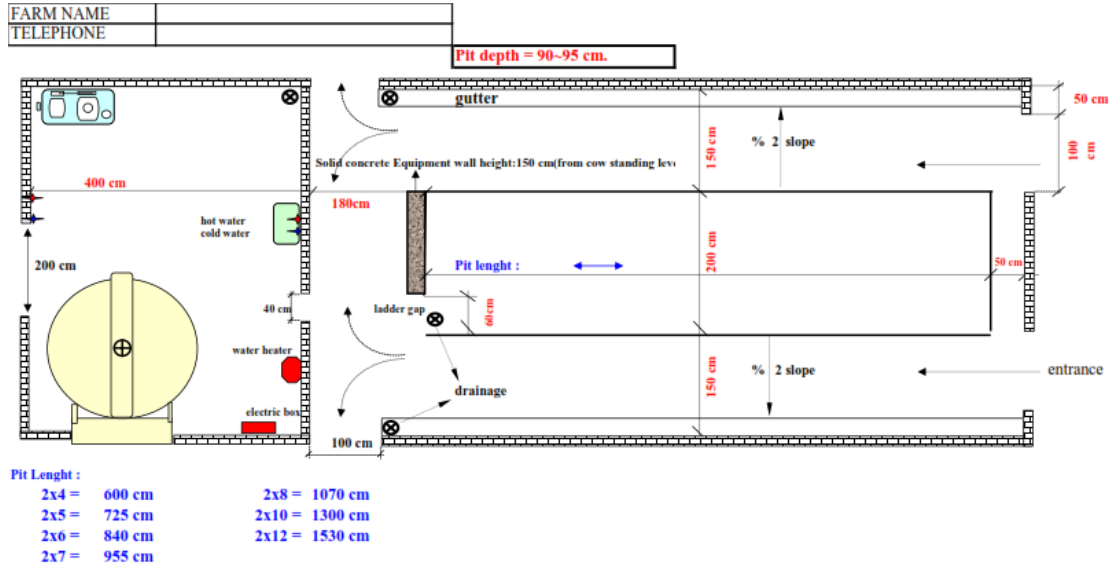 FARM NAME
TELEPHONE
Pit depth = 90~95 cm.
gutter
50 cm
150 cm
% 2 slope
100 cm
Solid concrete Equipment wall height:150 cm(from cow standing leve
400 cm
180cm
hot water
cold water
200 cm
200 cm
Pit lenght :
50 cm
40 cm
ladder gap
60cm
water heater
150 cm
% 2 slope
entrance
drainage
electric box
100 cm
Pit Lenght :
2x4 = 600 cm
2x5 = 725 cm
2x6 = 840 cm
2x7 = 955 cm
2x8 = 1070 cm
2x10 = 1300 cm
2x12 = 1530 cm